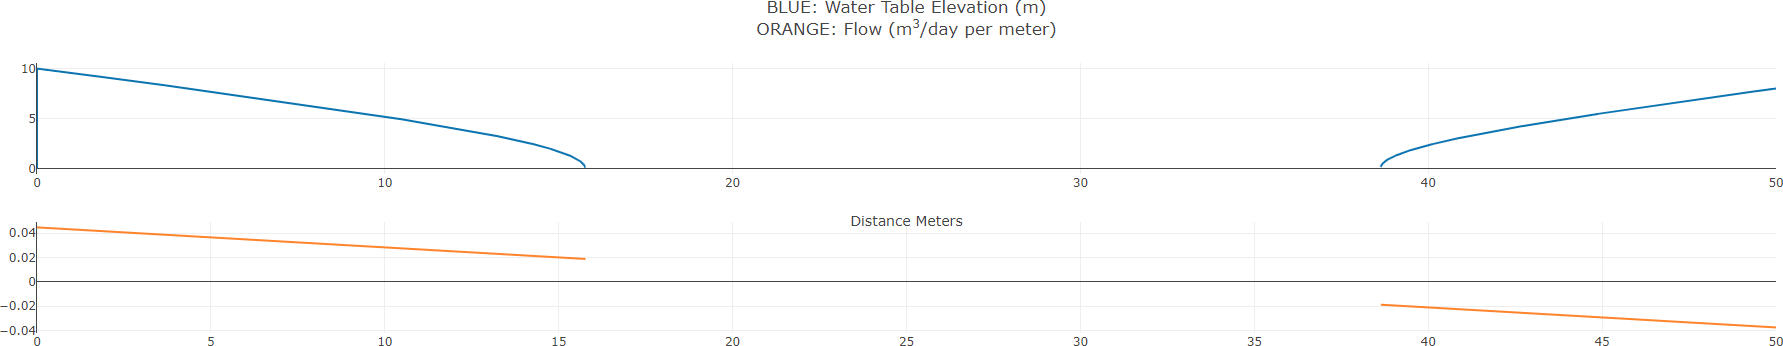 BLUE: Water Table Elevation (m)
ORANGE: Flow (m³/day per meter)
10
5
0
0 10 20 30 40 50
Distance Meters
0.04
0.02
0
−0.02
−0.04
0 5 10 15 20 25 30 35 40 45 50